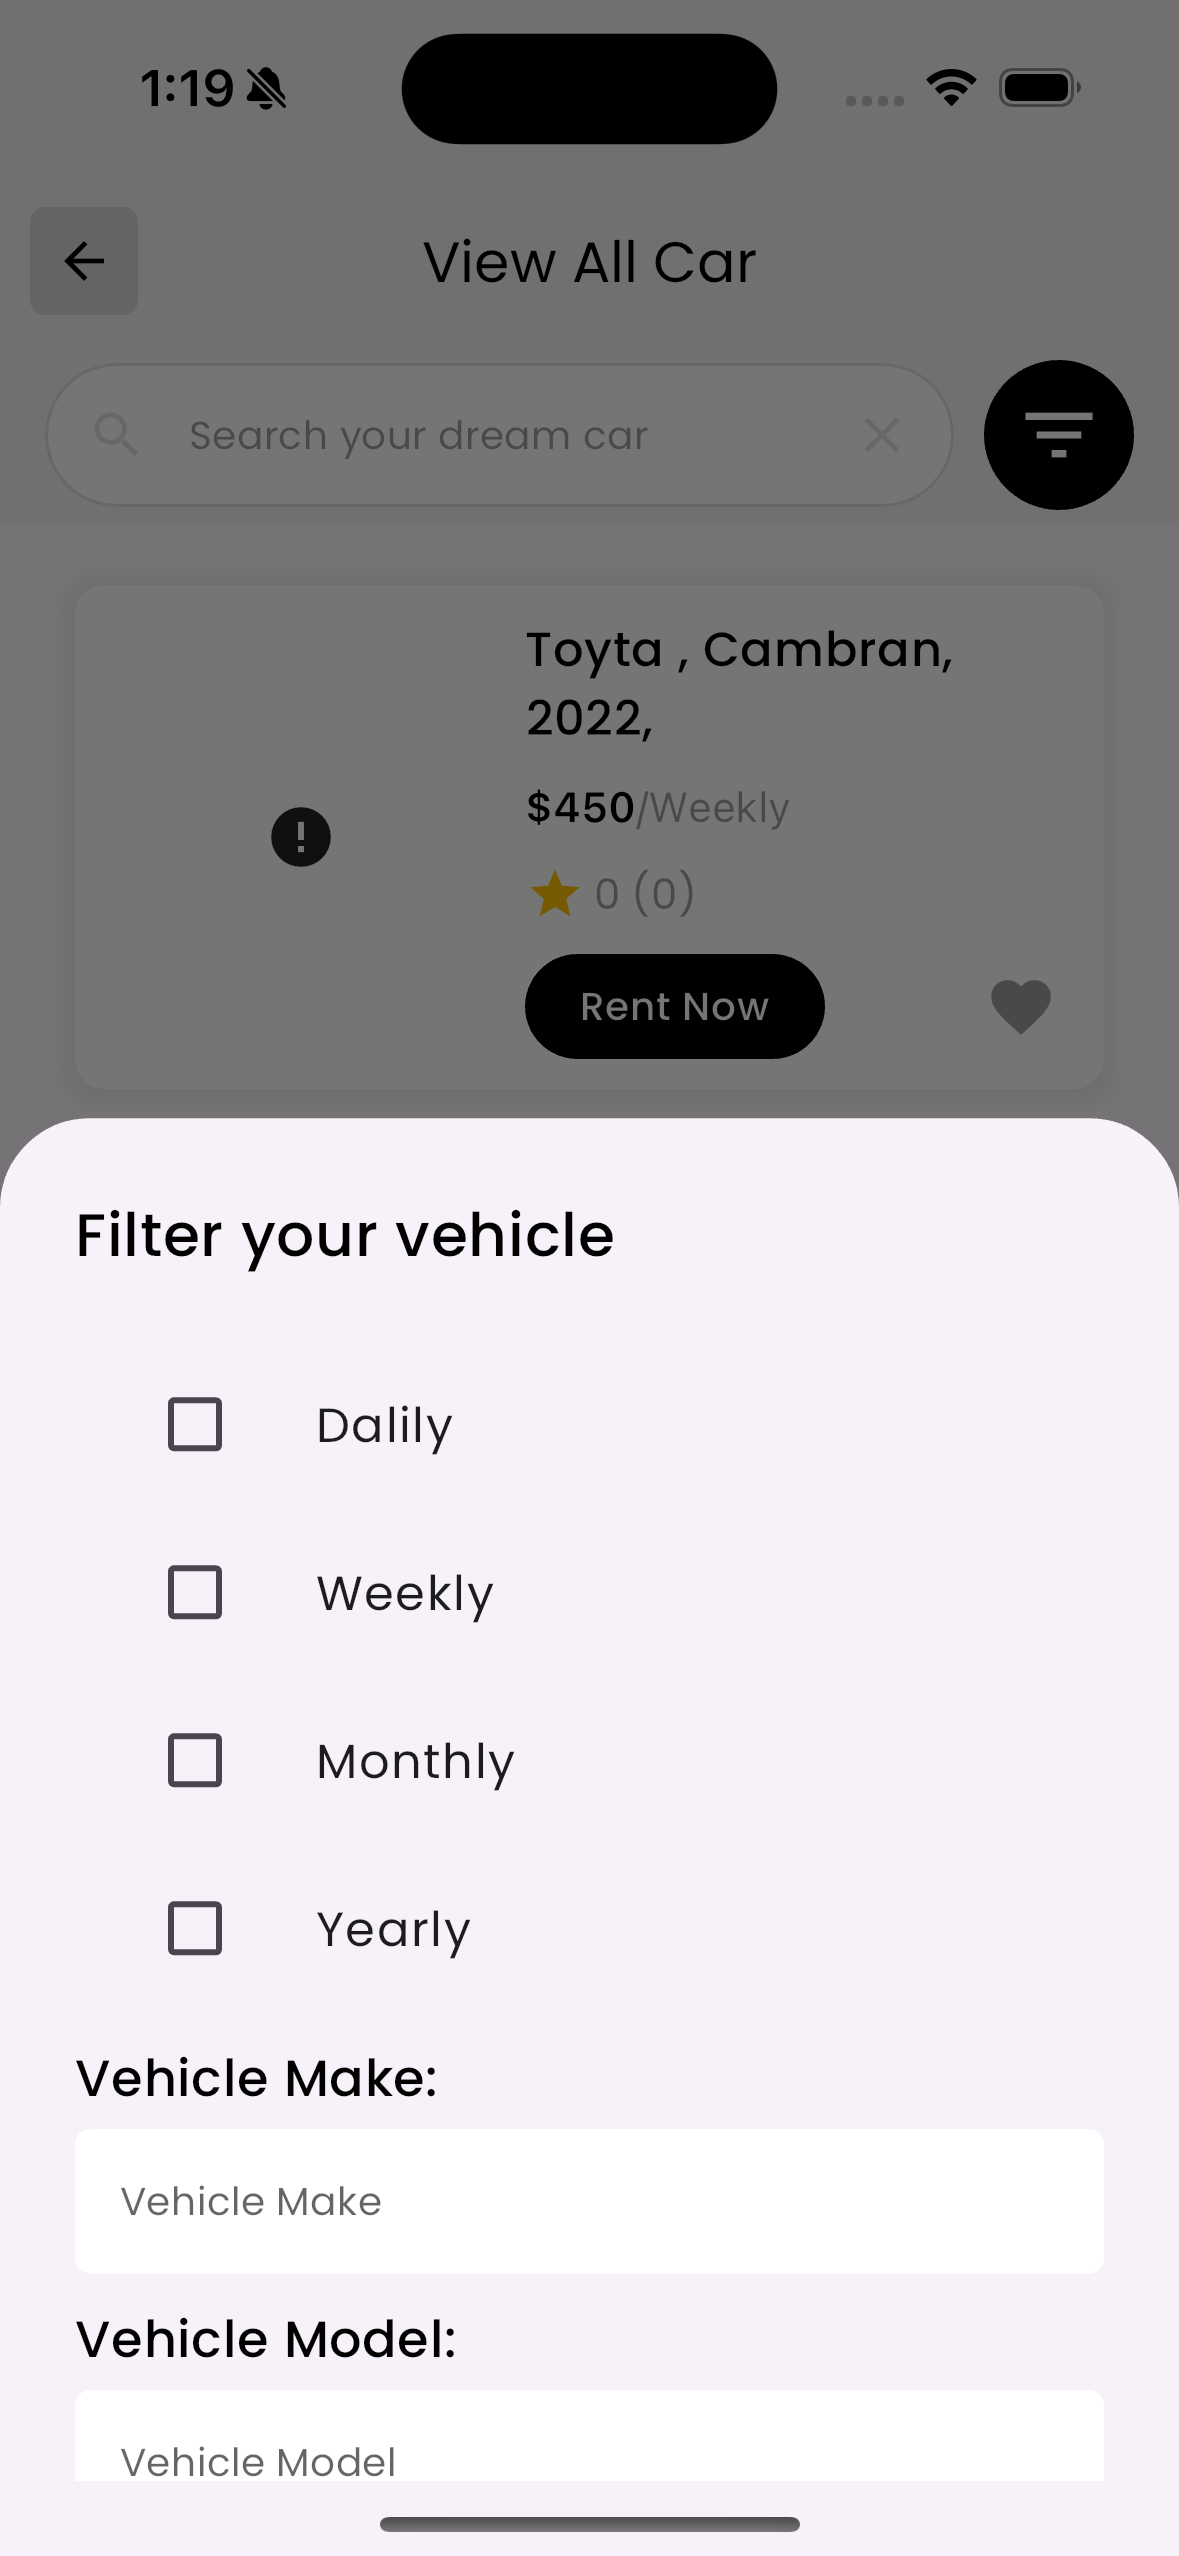 1:19
View All Car
Search your dream car
Toyta , Cambran,
2022,
$450/Weekly
0 (0)
Rent Now
Filter your vehicle
Dalily
Weekly
Monthly
Yearly
Vehicle Make:
Vehicle Make
Vehicle Model:
Vehicle Model